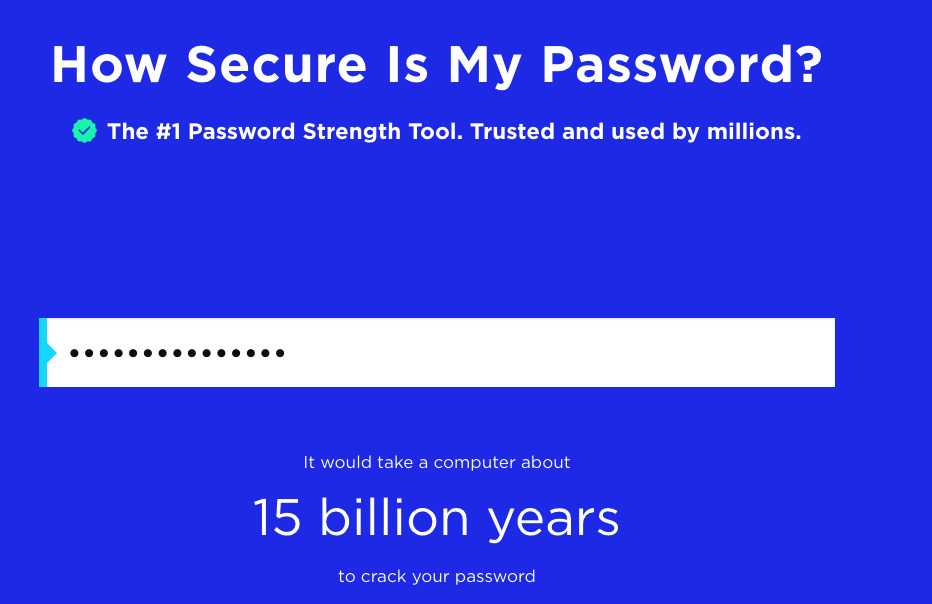 How Secure Is My Password?
The #1 Password Strength Tool. Trusted and used by millions.
•••••••••••••••
It would take a computer about
15 billion years
to crack your password